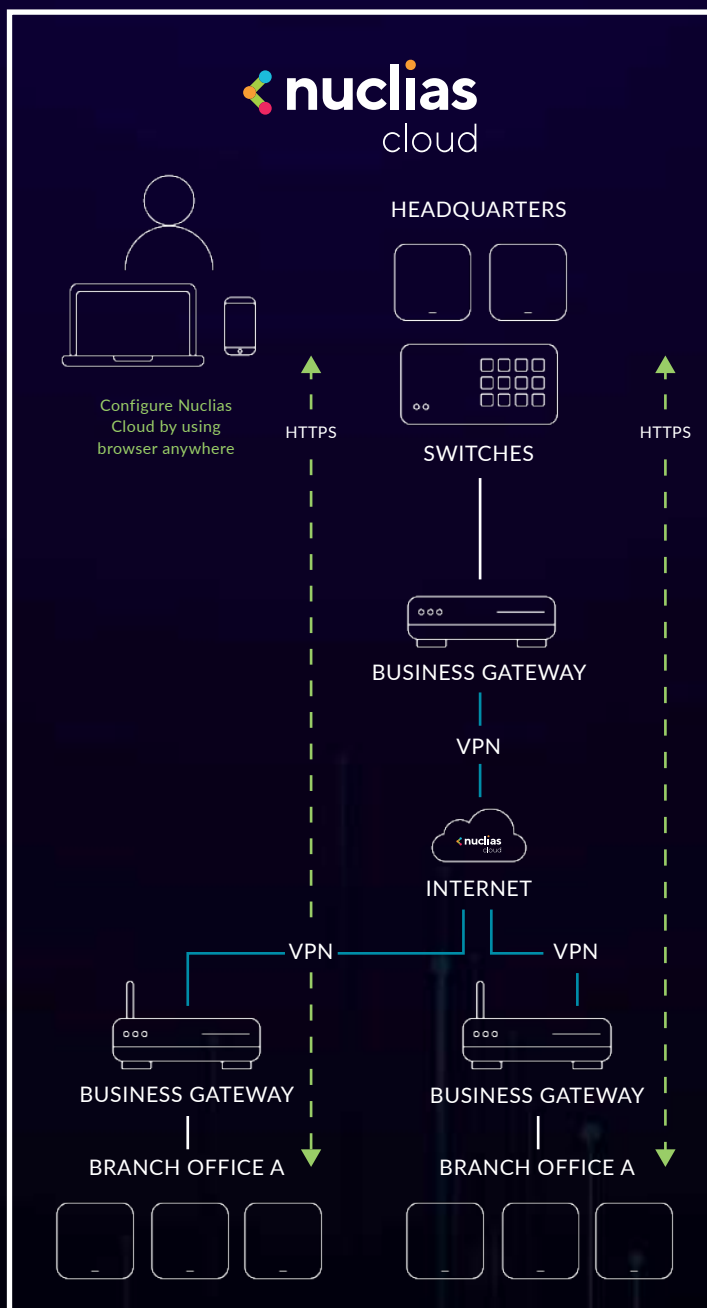 nuclias
cloud
HEADQUARTERS
Configure Nuclias
Cloud by using
browser anywhere
HTTPS
HTTPS
SWITCHES
BUSINESS GATEWAY
VPN
nuclias
cloud
INTERNET
VPN
VPN
BUSINESS GATEWAY
BUSINESS GATEWAY
BRANCH OFFICE A
BRANCH OFFICE A